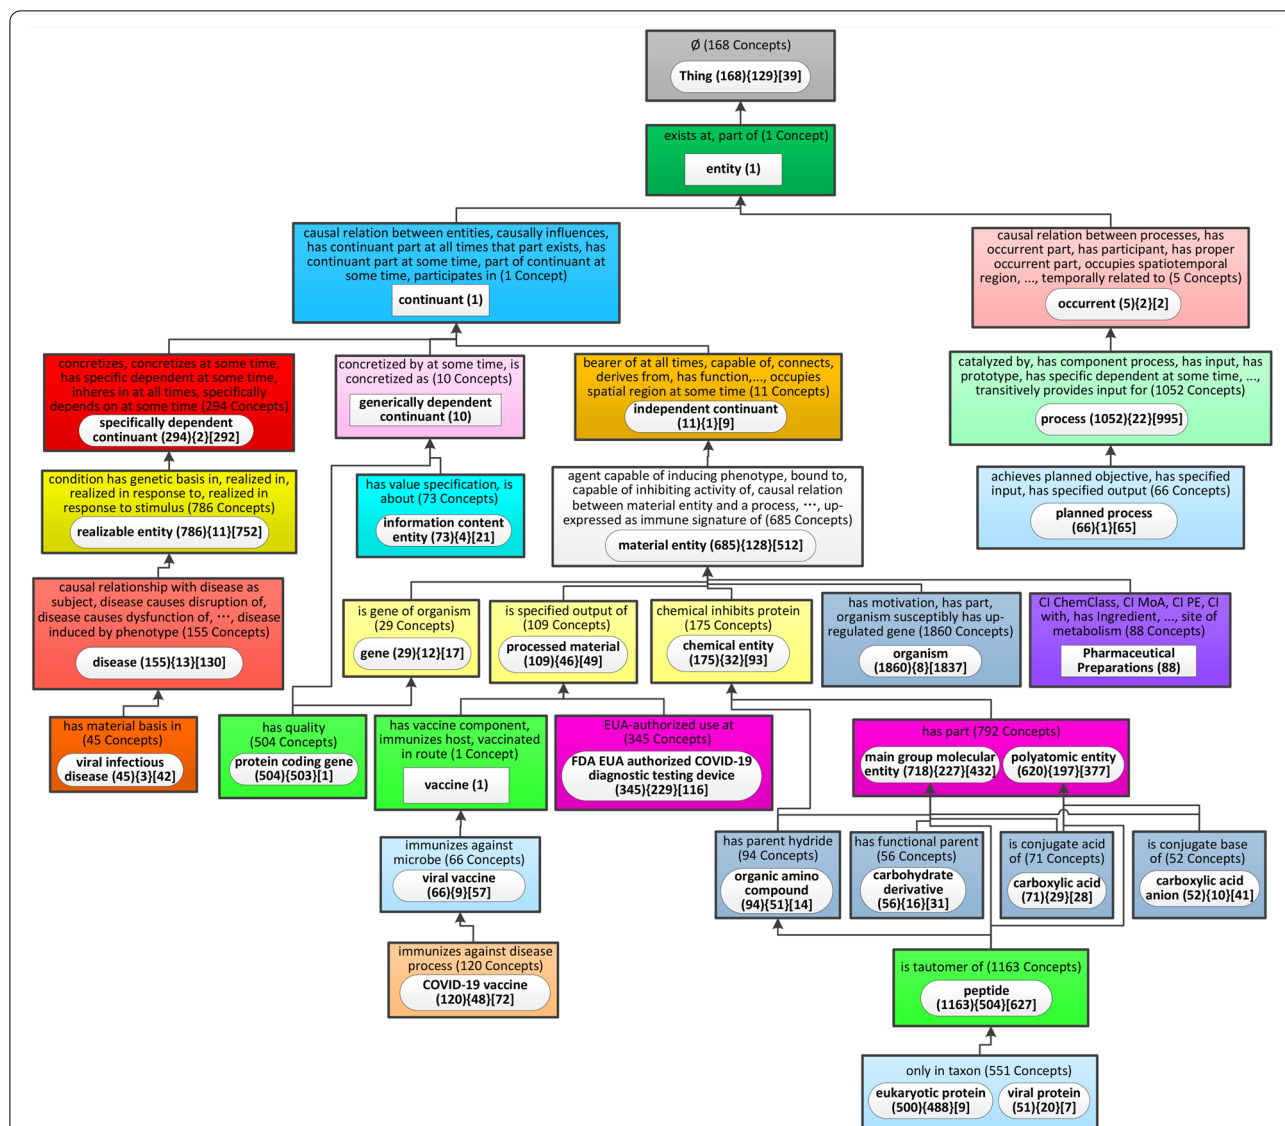 Ø (168 Concepts)
Thing (168){129}[39]
exists at, part of (1 Concept)
entity (1)
causal relation between entities, causally influences,
has continuant part at all times that part exists, has
continuant part at some time, part of continuant at
some time, participates in (1 Concept)
continuant (1)
causal relation between processes, has
occurrent part, has participant, has proper
occurrent part, occupies spatiotemporal
region, ..., temporally related to (5 Concepts)
occurrent (5){2}[2]
concretizes, concretizes at some time,
has specific dependent at some time,
inheres in at all times, specifically
depends on at some time (294 Concepts)
specifically dependent
continuant (294){2}[292]
concretized by at some time, is
concretized as (10 Concepts)
generically dependent
continuant (10)
bearer of at all times, capable of, connects,
derives from, has function,..., occupies
spatial region at some time (11 Concepts)
independent continuant
(11){1}[9]
catalyzed by, has component process, has input, has
prototype, has specific dependent at some time, ...,
transitively provides input for (1052 Concepts)
process (1052){22}[995]
condition has genetic basis in, realized in,
realized in response to, realized in
response to stimulus (786 Concepts)
realizable entity (786){11}[752]
has value specification, is
about (73 Concepts)
information content
entity (73){4}[21]
agent capable of inducing phenotype, bound to,
capable of inhibiting activity of, causal relation
between material entity and a process, ..., up-
expressed as immune signature of (685 Concepts)
material entity (685){128}[512]
achieves planned objective, has specified
input, has specified output (66 Concepts)
planned process
(66){1}[65]
causal relationship with disease as
subject, disease causes disruption of,
disease causes dysfunction of, ..., disease
induced by phenotype (155 Concepts)
disease (155){13}[130]
is gene of organism
(29 Concepts)
gene (29){12}[17]
is specified output of
(109 Concepts)
processed material
(109){46}[49]
chemical inhibits protein
(175 Concepts)
chemical entity
(175){32}[93]
has motivation, has part,
organism susceptibly has up-
regulated gene (1860 Concepts)
organism
(1860){8}[1837]
CI ChemClass, CI MoA, CI PE, CI
with, has Ingredient, ..., site of
metabolism (88 Concepts)
Pharmaceutical
Preparations (88)
has material basis in
(45 Concepts)
viral infectious
disease (45){3}[42]
has quality
(504 Concepts)
protein coding gene
(504){503}[1]
has vaccine component,
immunizes host, vaccinated
in route (1 Concept)
vaccine (1)
EUA-authorized use at
(345 Concepts)
FDA EUA authorized COVID-19
diagnostic testing device
(345){229}[116]
has part (792 Concepts)
main group molecular
entity (718){227}[432]
polyatomic entity
(620){197}[377]
immunizes against
microbe (66 Concepts)
viral vaccine
(66){9}[57]
has parent hydride
(94 Concepts)
organic amino
compound
(94){51}[14]
has functional parent
(56 Concepts)
carbohydrate
derivative
(56){16}[31]
is conjugate acid
of (71 Concepts)
carboxylic acid
(71){29}[28]
is conjugate base
of (52 Concepts)
carboxylic acid
anion (52){10}[41]
immunizes against disease
process (120 Concepts)
COVID-19 vaccine
(120){48}[72]
is tautomer of (1163 Concepts)
peptide
(1163){504}[627]
only in taxon (551 Concepts)
eukaryotic protein
(500){488}[9]
viral protein
(51){20}[7]